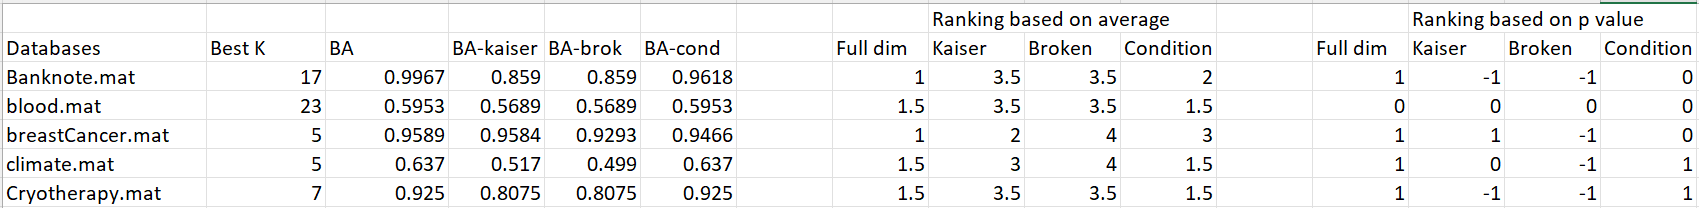 Ranking based on average Ranking based on p value
Databases Best K BA BA-kaiser BA-brok BA-cond Full dim Kaiser Broken Condition Full dim Kaiser Broken Condition
Banknote.mat 17 0.9967 0.859 0.859 0.9618 1 3.5 3.5 2 1 -1 -1 0
blood.mat 23 0.5953 0.5689 0.5689 0.5953 1.5 3.5 3.5 1.5 0 0 0 0
breastCancer.mat 5 0.9589 0.9584 0.9293 0.9466 1 2 4 3 1 1 -1 0
climate.mat 5 0.637 0.517 0.499 0.637 1.5 3 4 1.5 1 0 -1 1
Cryotherapy.mat 7 0.925 0.8075 0.8075 0.925 1.5 3.5 3.5 1.5 1 -1 -1 1